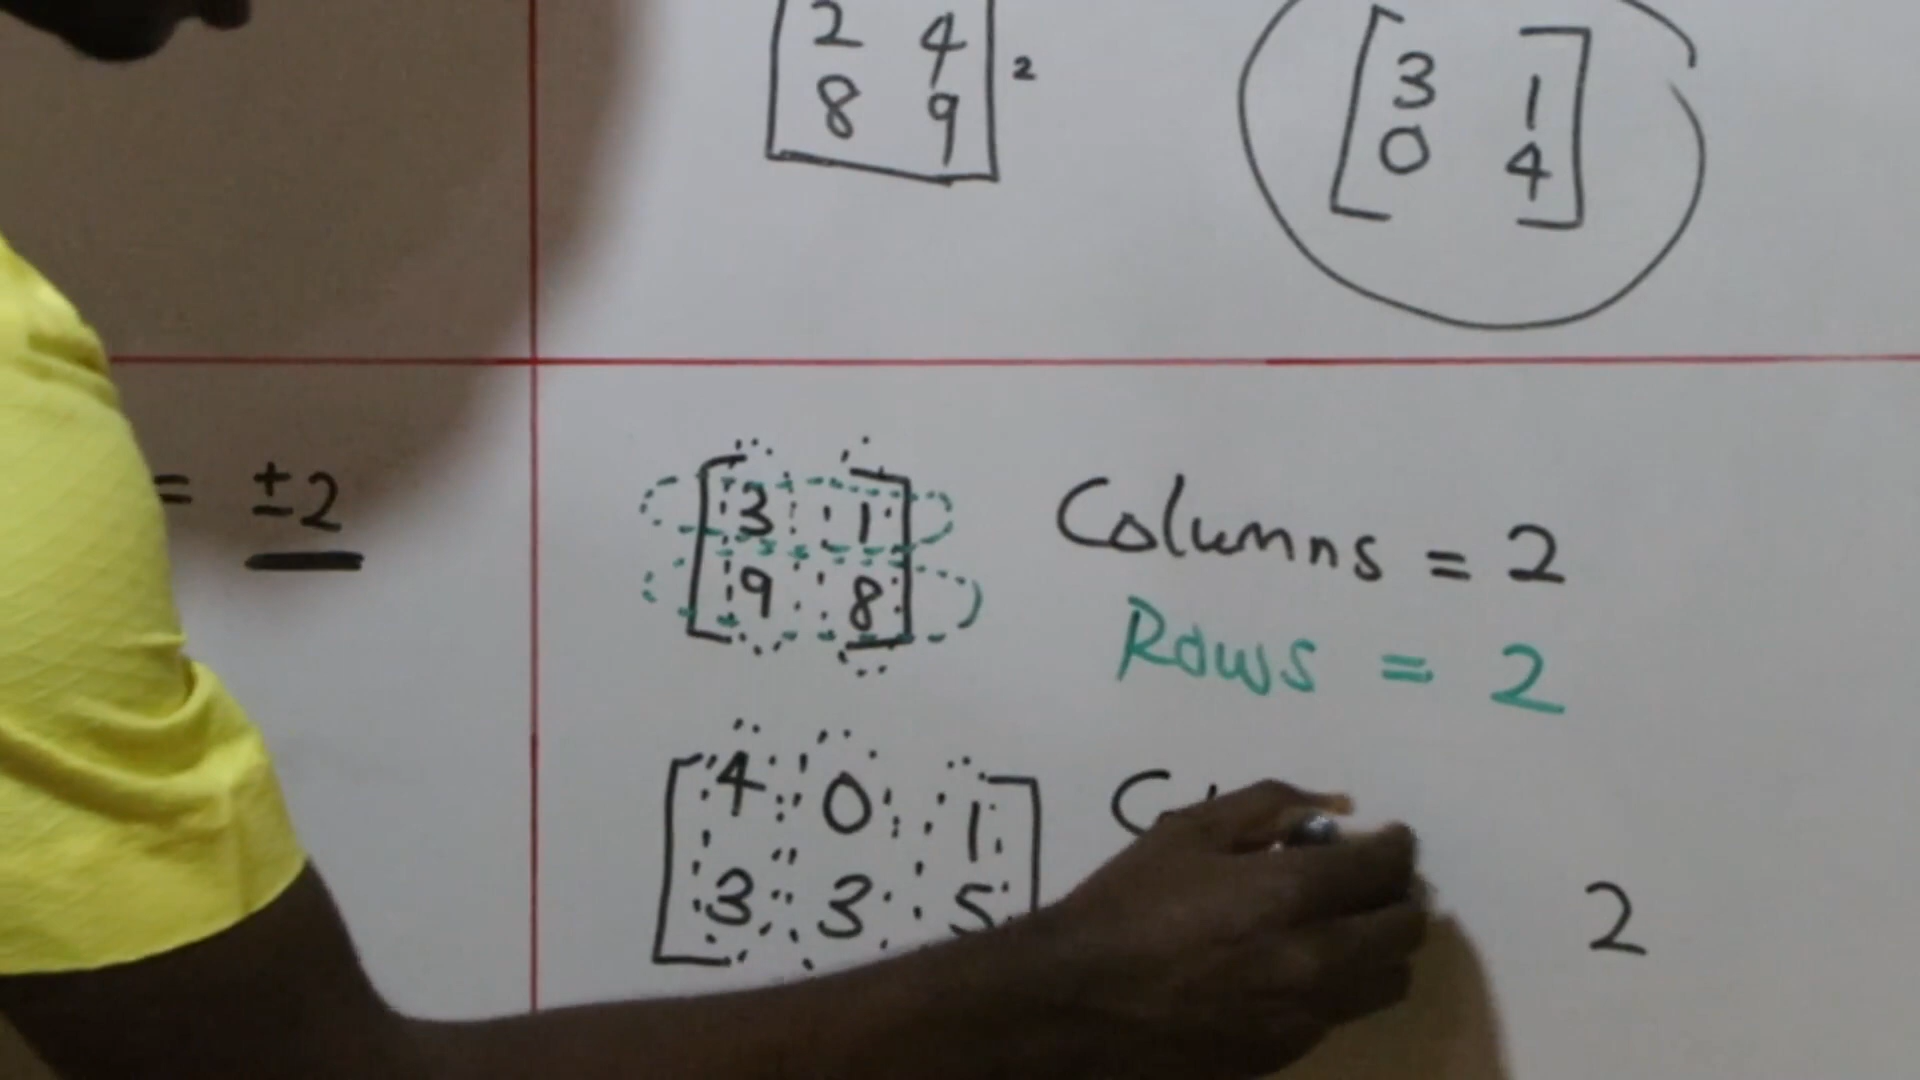 2 4 2
8 9
3 1
0 4
= ±2
3 1
9 8
Columns = 2
Rows = 2
4 0 1
3 3 5
2